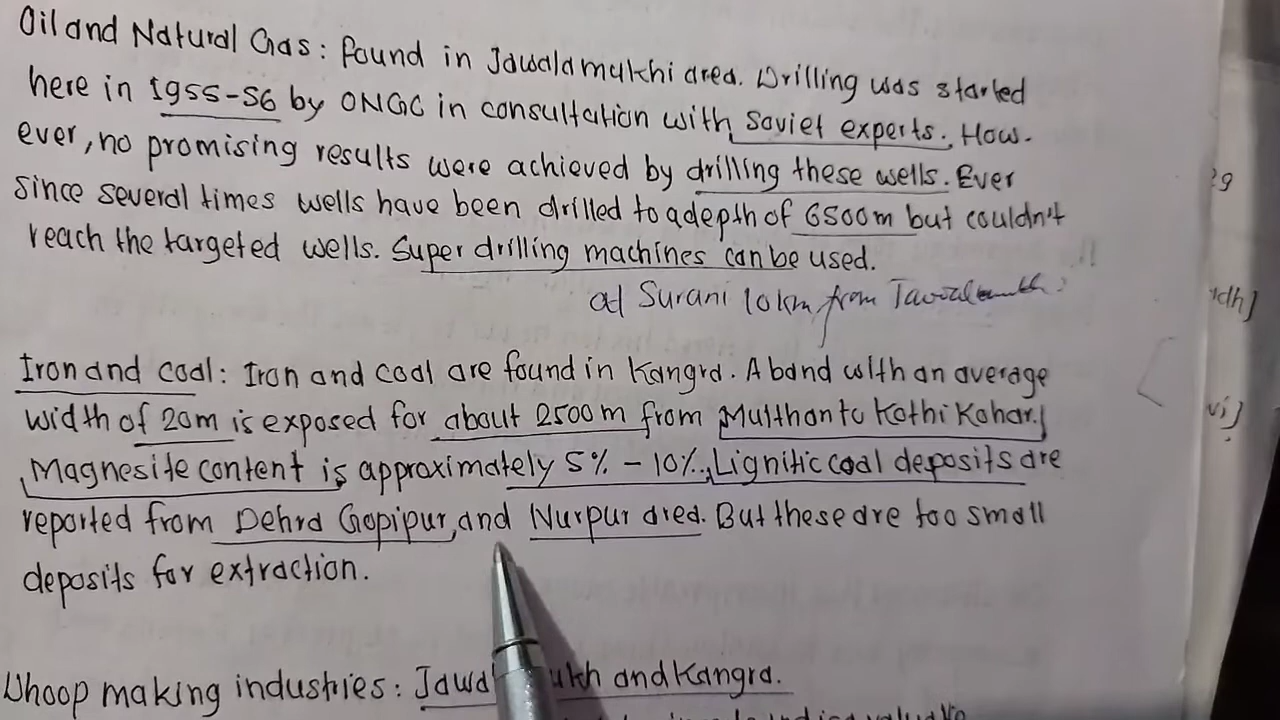 Oil and Natural Gas: found in Jawalamukhi area. Drilling was started
here in 1955-56 by ONGC in consultation with soviet experts. How-
ever, no promising results were achieved by drilling these wells. Ever
since several times wells have been drilled to a depth of 6500m but couldn't
reach the targeted wells. Super drilling machines can be used.
at Surani 10 km from
Iron and coal: Iron and coal are found in Kangra. A band with an average
width of 20m is exposed for about 2500m from Multhan to Kothi Kohar.
Magnesite content is approximately 5% - 10%, Lignitic coal deposits are
reported from Dehra Gopipur, and Nurpur area. But these are too small
deposits for extraction.
Dhoop making industries: and Kangra.